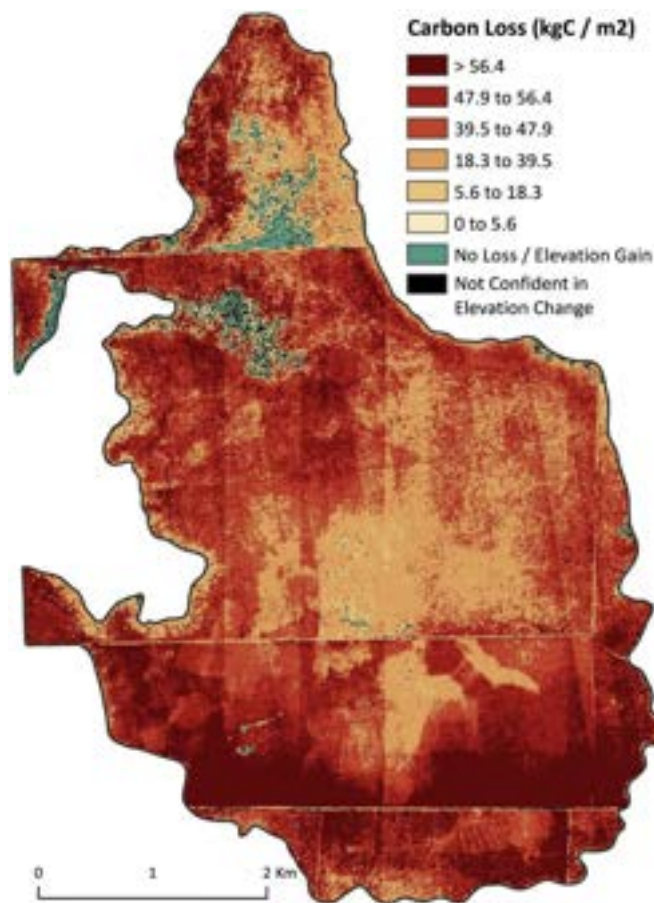 Carbon Loss (kgC / m2)
> 56.4
47.9 to 56.4
39.5 to 47.9
18.3 to 39.5
5.6 to 18.3
0 to 5.6
No Loss / Elevation Gain
Not Confident in
Elevation Change
0 1 2 Km